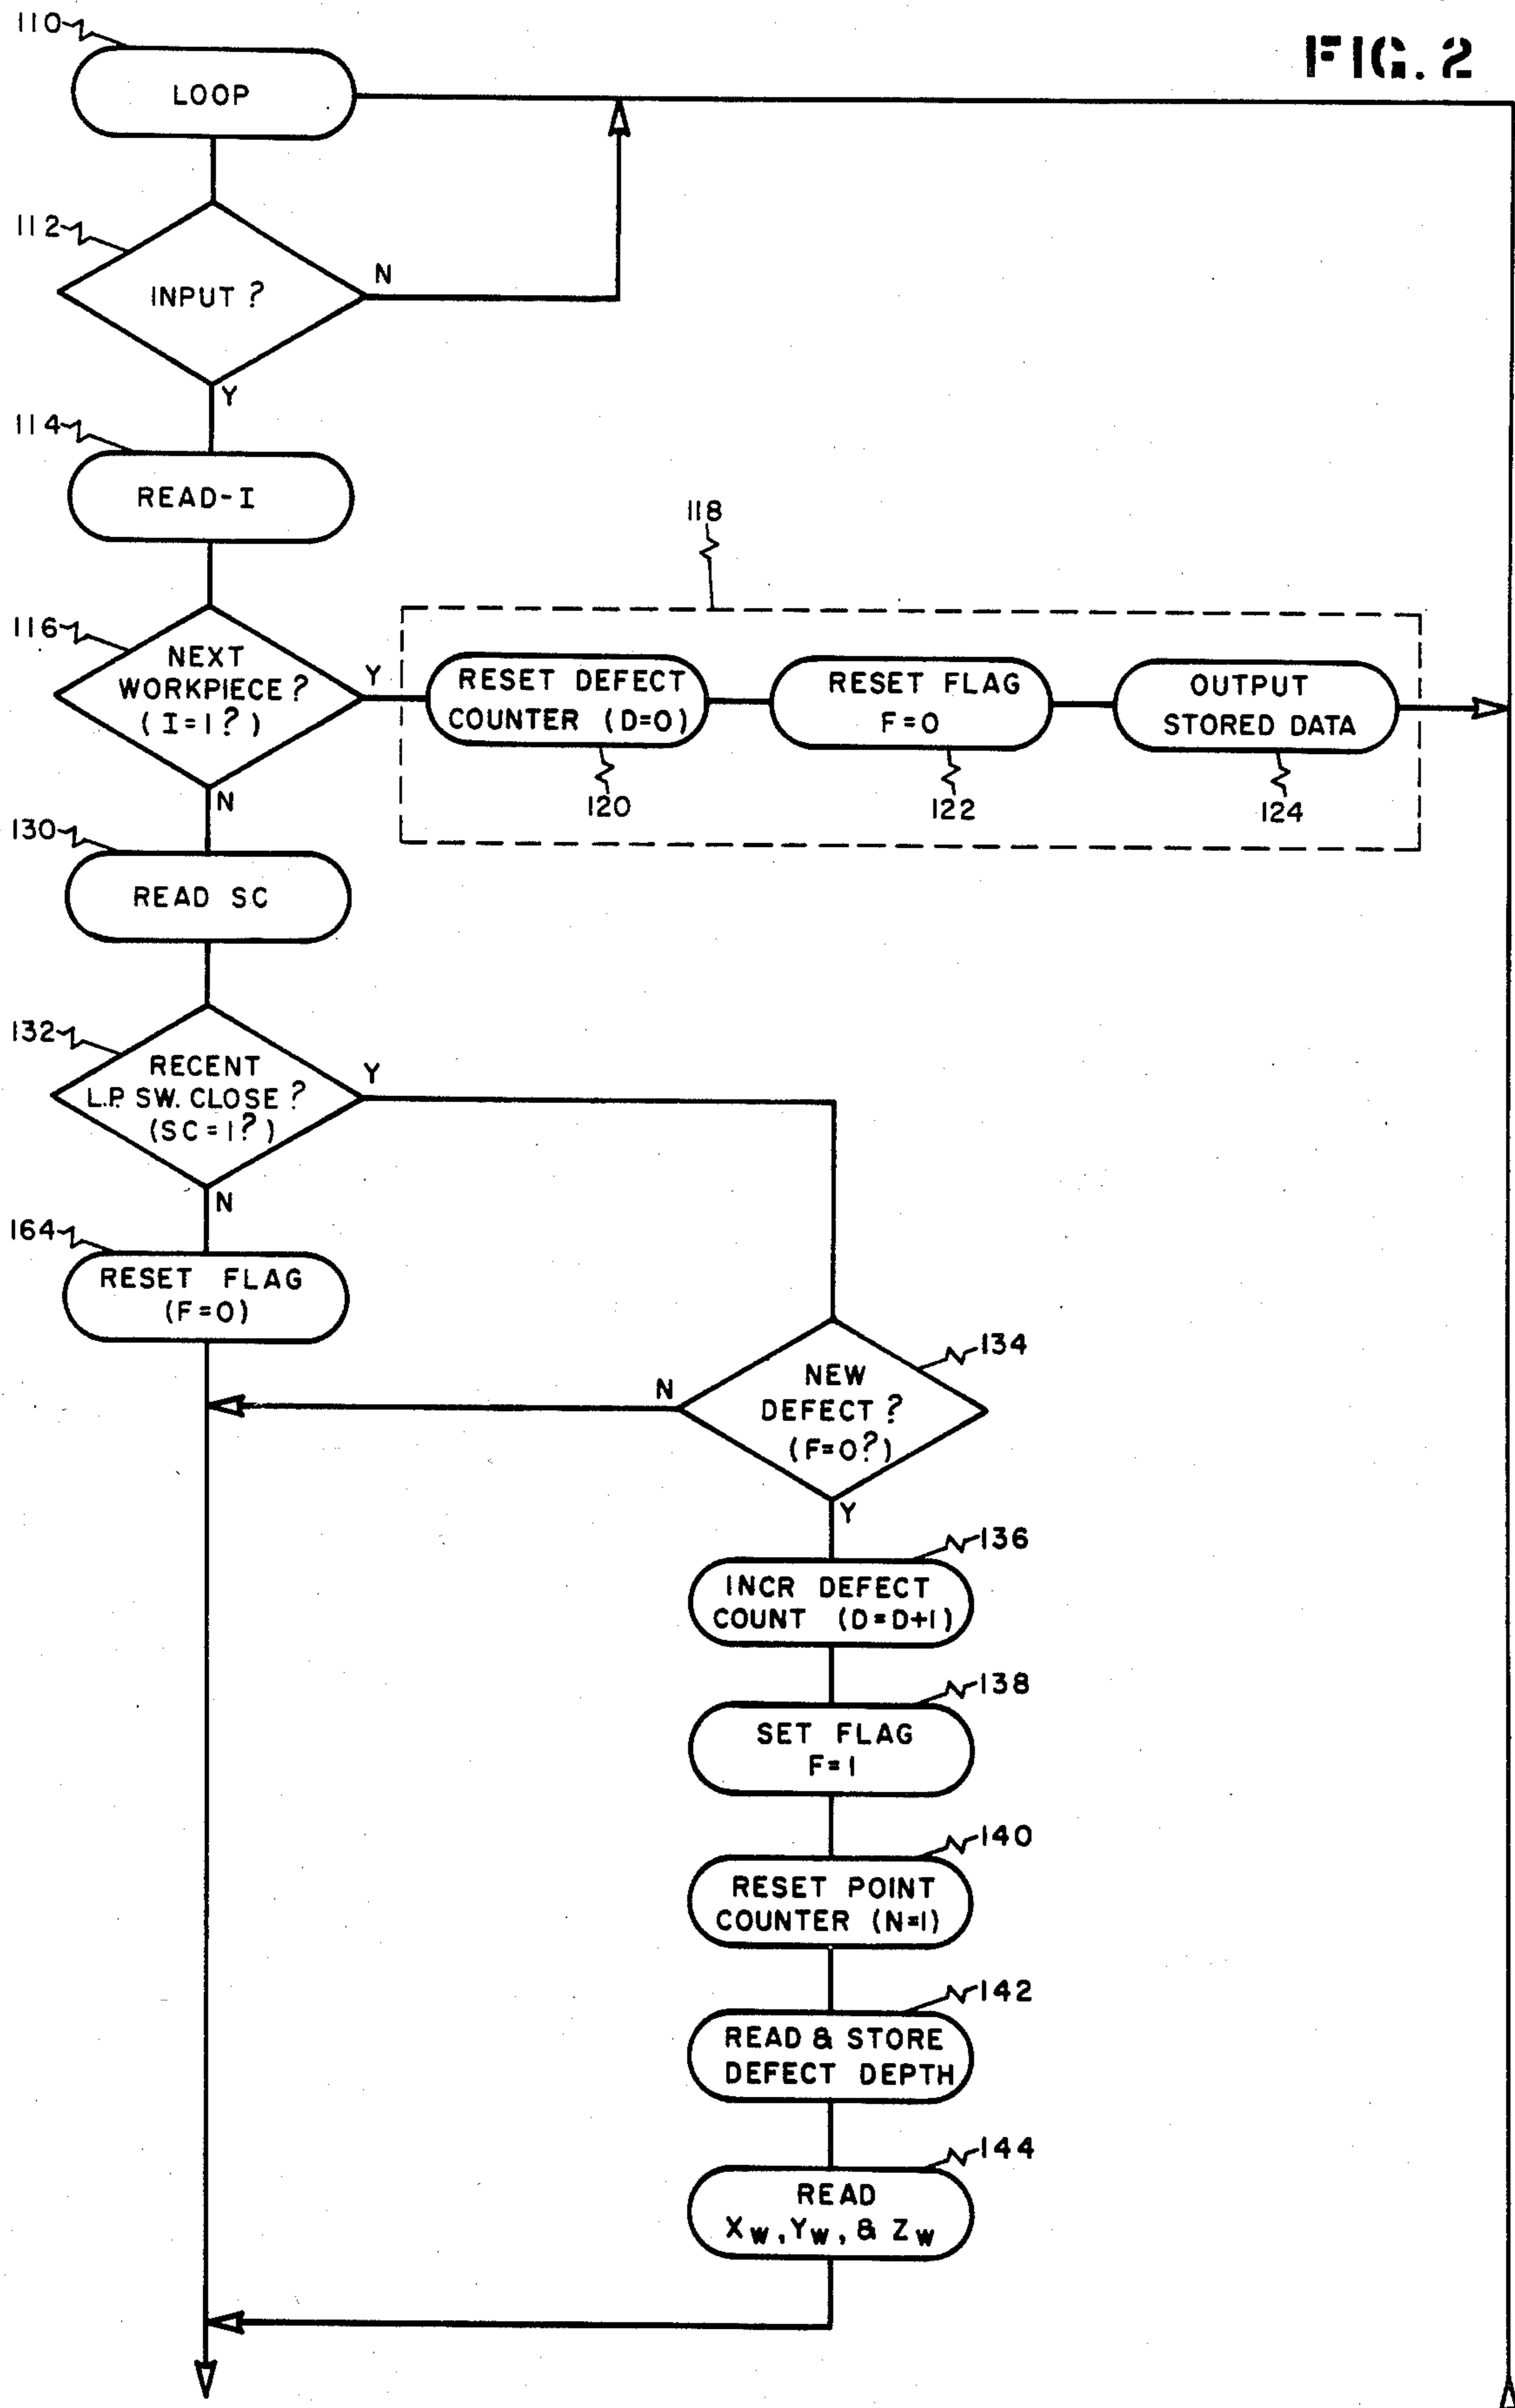 FIG. 2
110
LOOP
112
INPUT ?
N
Y
114
READ-I
118
116
NEXT
WORKPIECE ?
( I=1 ? )
Y
N
RESET DEFECT
COUNTER (D=0)
120
RESET FLAG
F=0
122
OUTPUT
STORED DATA
124
130
READ SC
132
RECENT
L.P. SW. CLOSE ?
(SC=1?)
Y
N
164
RESET FLAG
(F=0)
134
NEW
DEFECT ?
(F=0?)
N
Y
136
INCR DEFECT
COUNT (D=D+1)
138
SET FLAG
F=1
140
RESET POINT
COUNTER (N=1)
142
READ & STORE
DEFECT DEPTH
144
READ
XW, YW, & ZW